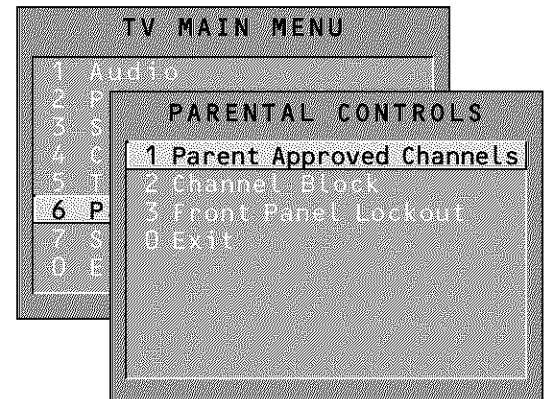 TV MAIN MENU
1 Audio
2 P
3 S
4 C
5 T
6 P
7 S
0 E
PARENTAL CONTROLS
1 Parent Approved Channels
2 Channel Block
3 Front Panel Lockout
0 Exit